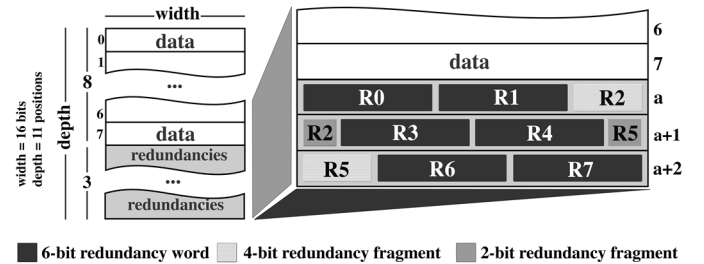 width
width = 16 bits
depth = 11 positions
depth
8
3
0
data
1
...
6
7
data
redundancies
...
redundancies
6
data
7
R0
R1
R2
a
R2
R3
R4
R5
a+1
R5
R6
R7
a+2
6-bit redundancy word
4-bit redundancy fragment
2-bit redundancy fragment